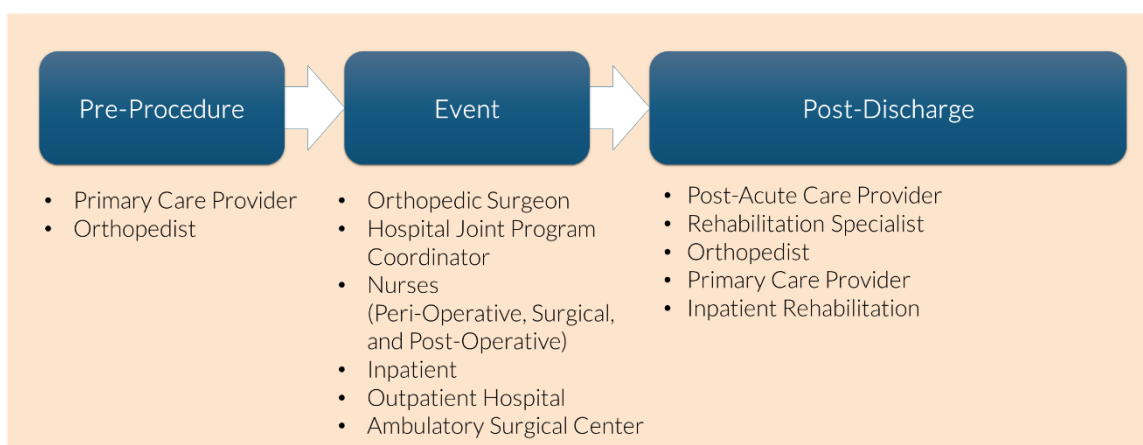 Pre-Procedure
• Primary Care Provider
• Orthopedist
Event
• Orthopedic Surgeon
• Hospital Joint Program
Coordinator
• Nurses
(Peri-Operative, Surgical,
and Post-Operative)
• Inpatient
• Outpatient Hospital
• Ambulatory Surgical Center
Post-Discharge
• Post-Acute Care Provider
• Rehabilitation Specialist
• Orthopedist
• Primary Care Provider
• Inpatient Rehabilitation